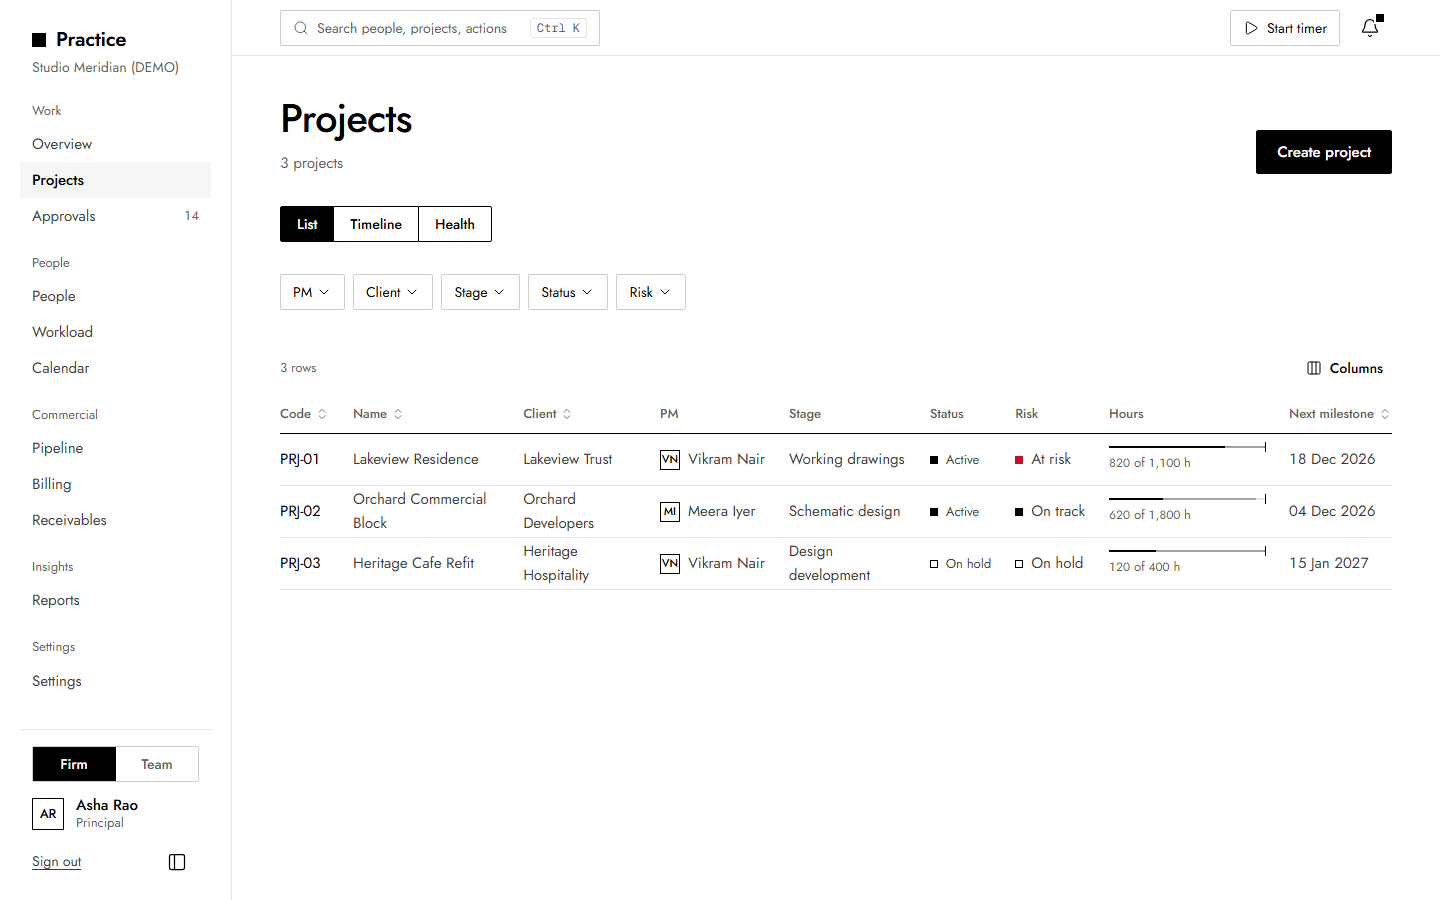 Practice
Studio Meridian (DEMO)
Work
Overview
Projects
Approvals 14
People
People
Workload
Calendar
Commercial
Pipeline
Billing
Receivables
Insights
Reports
Settings
Settings
Firm Team
AR
Asha Rao
Principal
Sign out
Search people, projects, actions Ctrl K
Start timer
Projects
3 projects
Create project
List Timeline Health
PM Client Stage Status Risk
3 rows
Columns
Code Name Client PM Stage Status Risk Hours Next milestone
PRJ-01 Lakeview Residence Lakeview Trust VN Vikram Nair Working drawings Active At risk 820 of 1,100 h 18 Dec 2026
PRJ-02 Orchard Commercial Block Orchard Developers MI Meera Iyer Schematic design Active On track 620 of 1,800 h 04 Dec 2026
PRJ-03 Heritage Cafe Refit Heritage Hospitality VN Vikram Nair Design development On hold On hold 120 of 400 h 15 Jan 2027